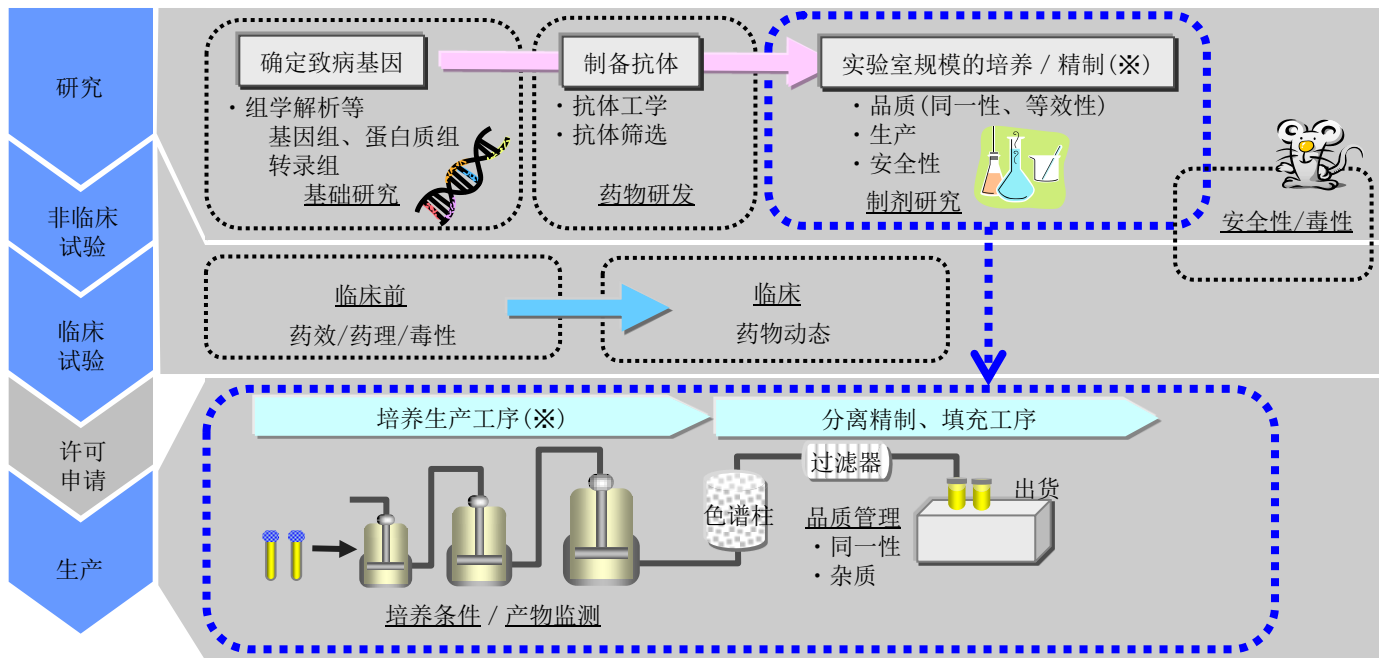 研究
非临床
试验
临床
试验
许可
申请
生产
确定致病基因
・组学解析等
基因组、蛋白质组
转录组
基础研究
制备抗体
・抗体工学
・抗体筛选
药物研发
实验室规模的培养 / 精制(※)
・品质(同一性、等效性)
・生产
・安全性
制剂研究
安全性/毒性
临床前
药效/药理/毒性
临床
药物动态
培养生产工序(※)
分离精制、填充工序
过滤器
色谱柱
出货
品质管理
・同一性
・杂质
培养条件 / 产物监测